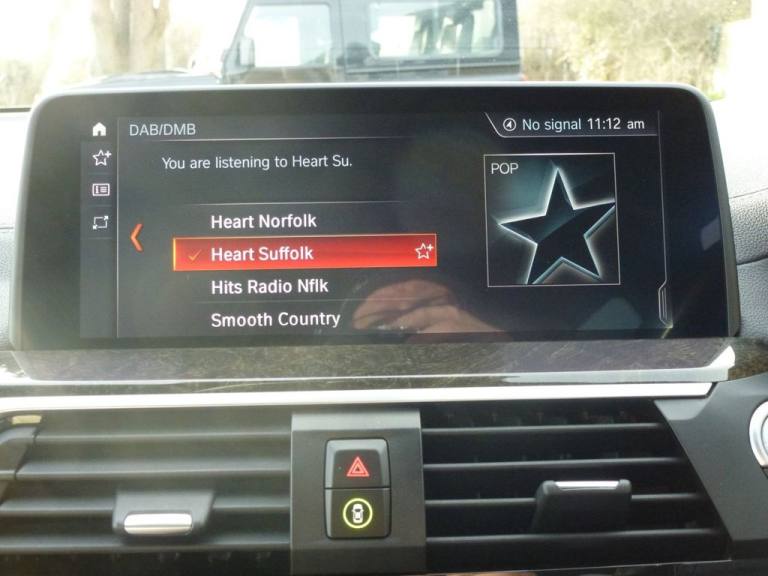 DAB/DMB
No signal 11:12 am
You are listening to Heart Su.
POP
Heart Norfolk
Heart Suffolk
Hits Radio Nflk
Smooth Country